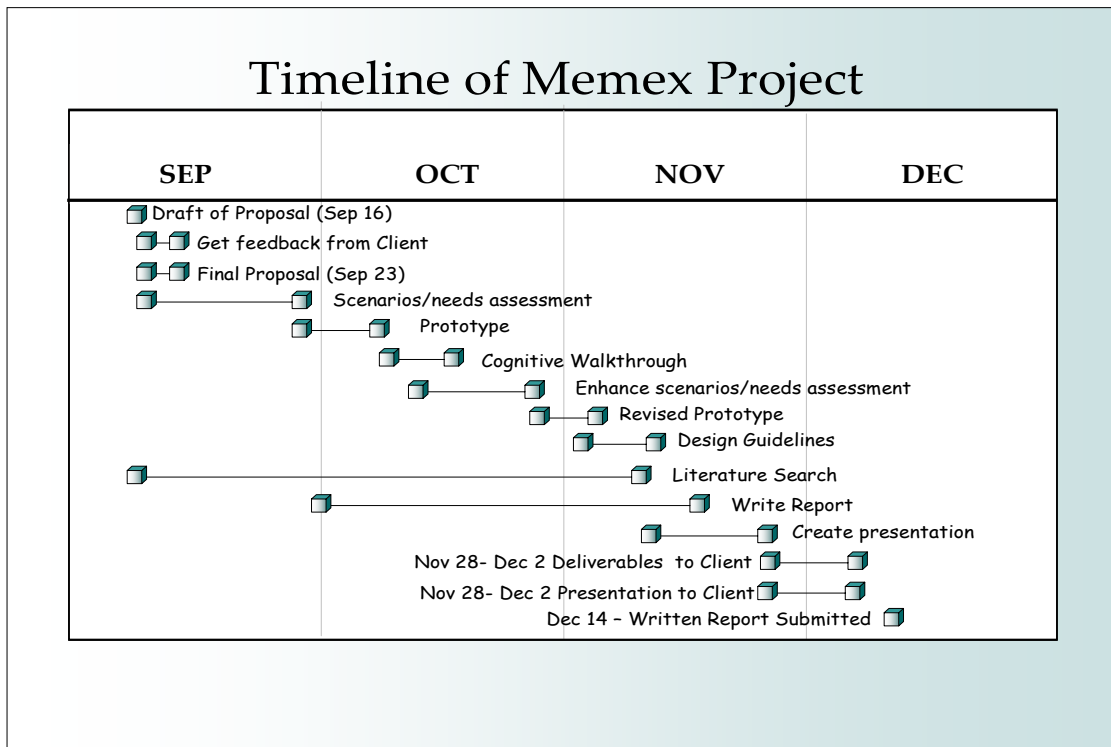 Timeline of Memex Project
SEP OCT NOV DEC
Draft of Proposal (Sep 16)
Get feedback from Client
Final Proposal (Sep 23)
Scenarios/needs assessment
Prototype
Cognitive Walkthrough
Enhance scenarios/needs assessment
Revised Prototype
Design Guidelines
Literature Search
Write Report
Create presentation
Nov 28- Dec 2 Deliverables to Client
Nov 28- Dec 2 Presentation to Client
Dec 14 – Written Report Submitted